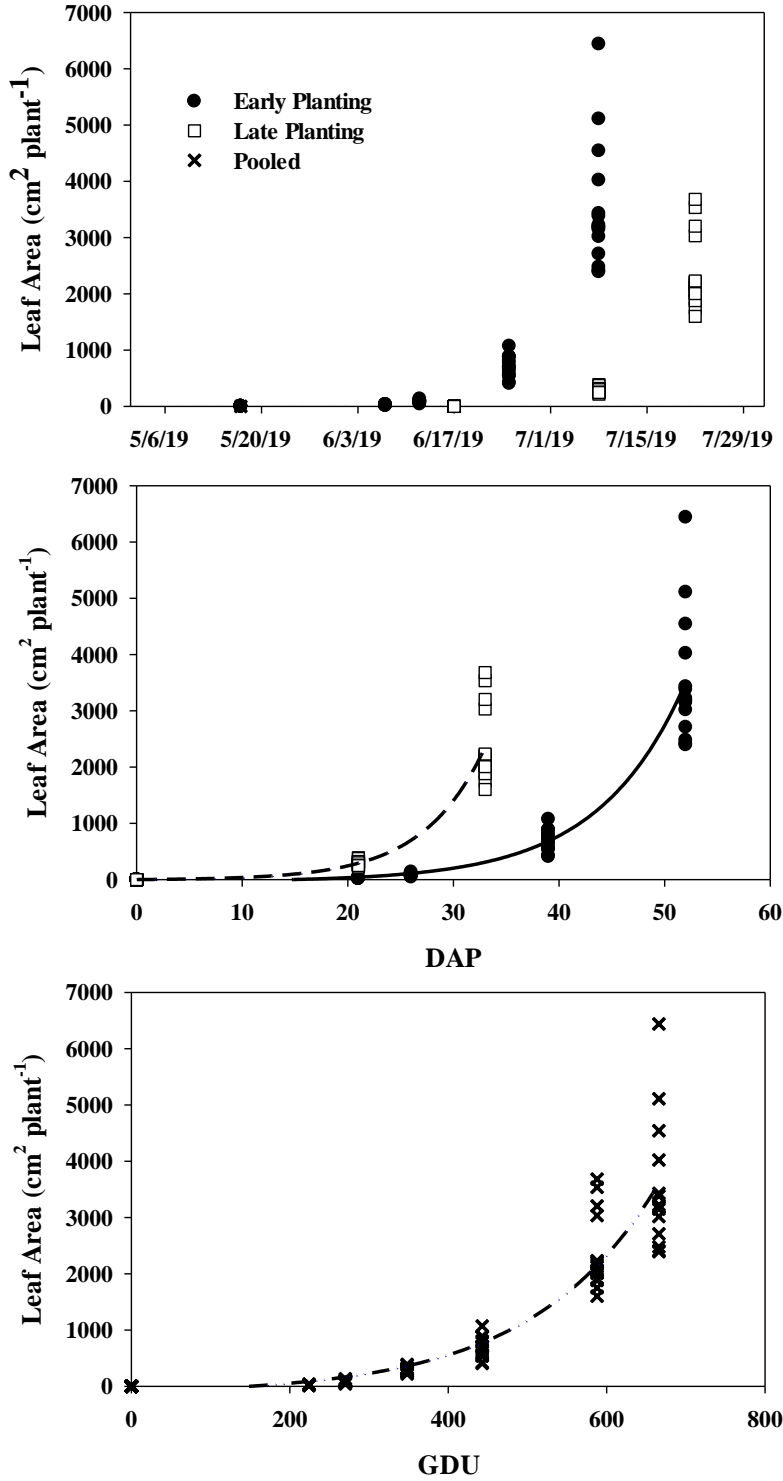 7000
6000
5000
4000
3000
2000
1000
0
Leaf Area (cm² plant⁻¹)
Early Planting
Late Planting
Pooled
5/6/19 5/20/19 6/3/19 6/17/19 7/1/19 7/15/19 7/29/19
7000
6000
5000
4000
3000
2000
1000
0
Leaf Area (cm² plant⁻¹)
0 10 20 30 40 50 60
DAP
7000
6000
5000
4000
3000
2000
1000
0
Leaf Area (cm² plant⁻¹)
0 200 400 600 800
GDU